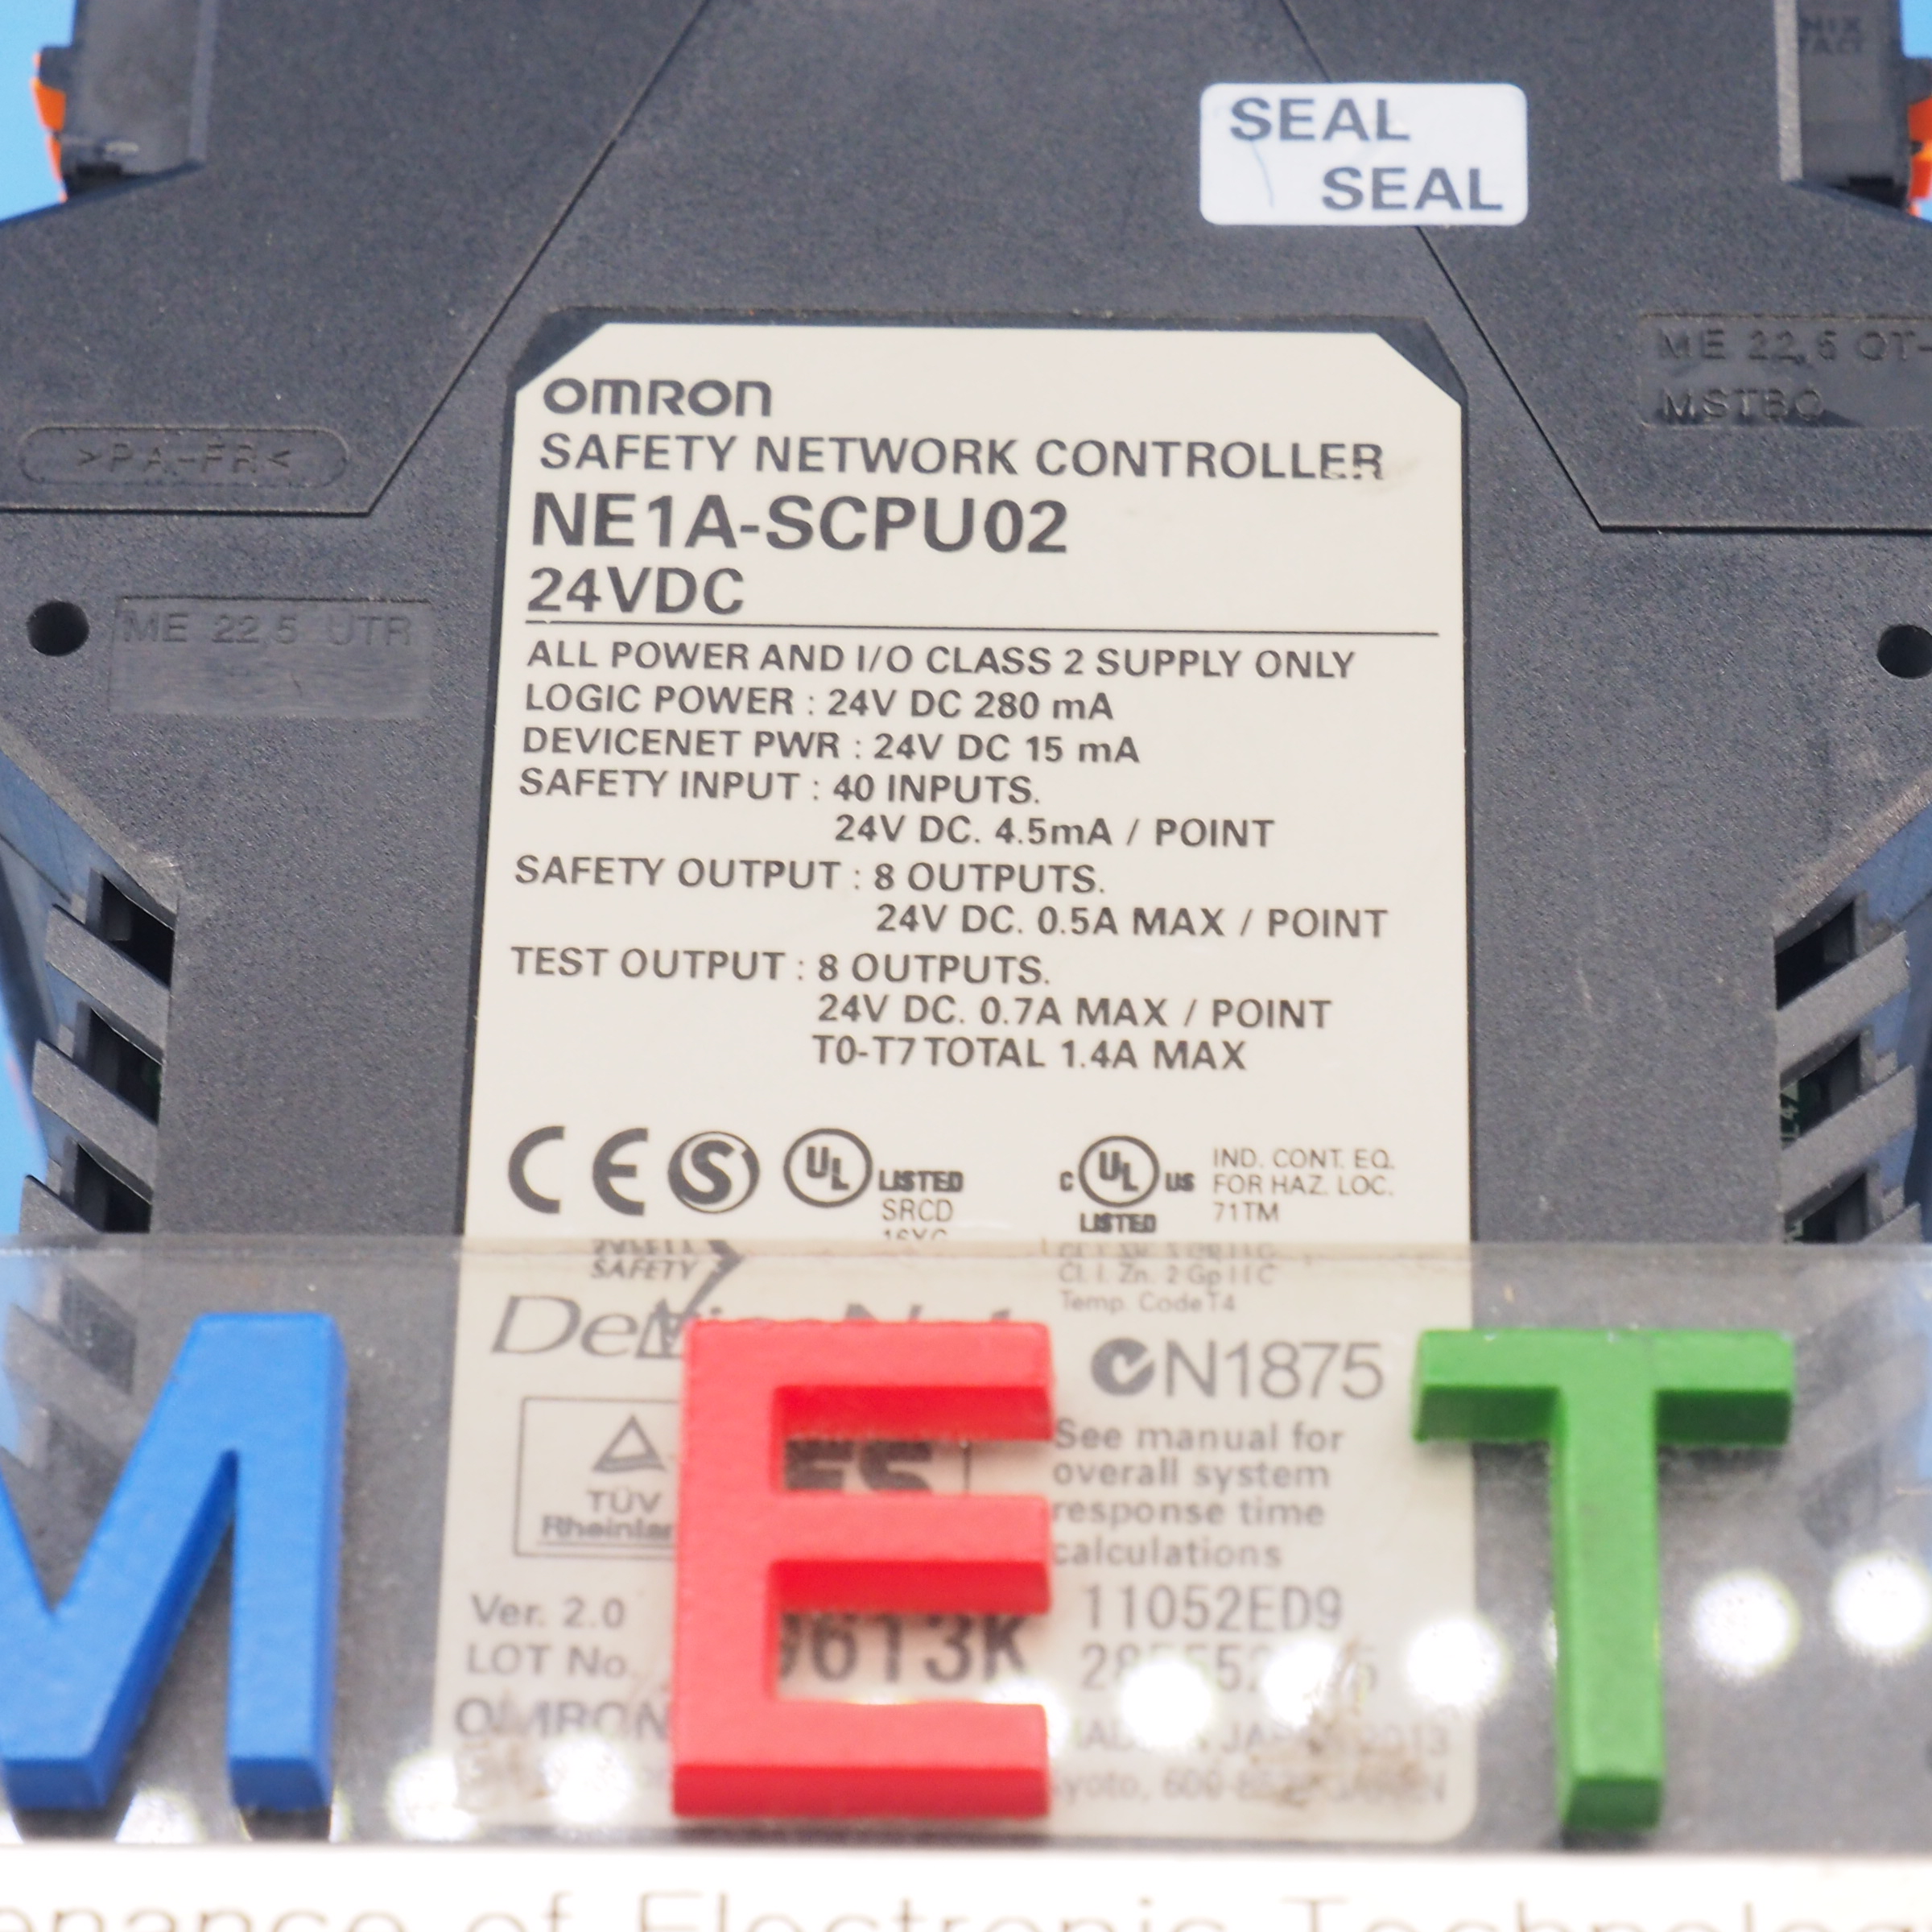 SEAL
SEAL
ME 22,5 QT-
MSTBO
>PA-FR<
ME 22,5 UTR
OMRON
SAFETY NETWORK CONTROLLER
NE1A-SCPU02
24VDC
ALL POWER AND I/O CLASS 2 SUPPLY ONLY
LOGIC POWER : 24V DC 280 mA
DEVICENET PWR : 24V DC 15 mA
SAFETY INPUT : 40 INPUTS.
24V DC. 4.5mA / POINT
SAFETY OUTPUT : 8 OUTPUTS.
24V DC. 0.5A MAX / POINT
TEST OUTPUT : 8 OUTPUTS.
24V DC. 0.7A MAX / POINT
T0-T7 TOTAL 1.4A MAX
CE S UL LISTED
SRCD
C UL US
LISTED
IND. CONT. EQ.
FOR HAZ. LOC.
71TM
SAFETY
Cl. I. Zn. 2 Gp IIC
Temp. Code T4
N1875
TÜV
See manual for
overall system
response time
calculations
Ver. 2.0
LOT No.
11052ED9
OMRON
M E T